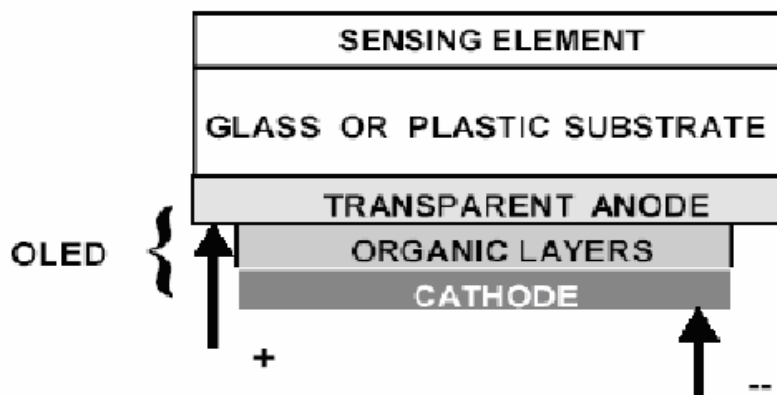 SENSING ELEMENT
GLASS OR PLASTIC SUBSTRATE
TRANSPARENT ANODE
OLED
ORGANIC LAYERS
CATHODE
+
--